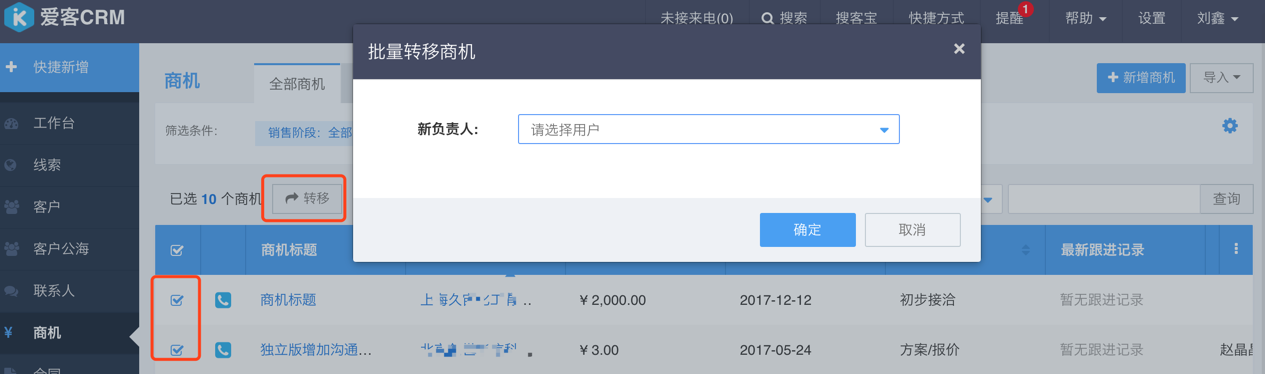 爱客CRM
未接来电(0) 搜索 搜客宝 快捷方式 提醒 1 帮助 设置 刘鑫
批量转移商机
快捷新增
商机 全部商机 新增商机 导入
筛选条件： 销售阶段：全部
新负责人: 请选择用户
工作台
线索
已选 10 个商机 转移 查询
客户
确定 取消
客户公海
商机标题 最新跟进记录
联系人
商机标题 上海久 .. ￥2,000.00 2017-12-12 初步接洽 暂无跟进记录
¥ 商机
独立版增加沟通... ￥3.00 2017-05-24 方案/报价 暂无跟进记录 赵晶晶
合同